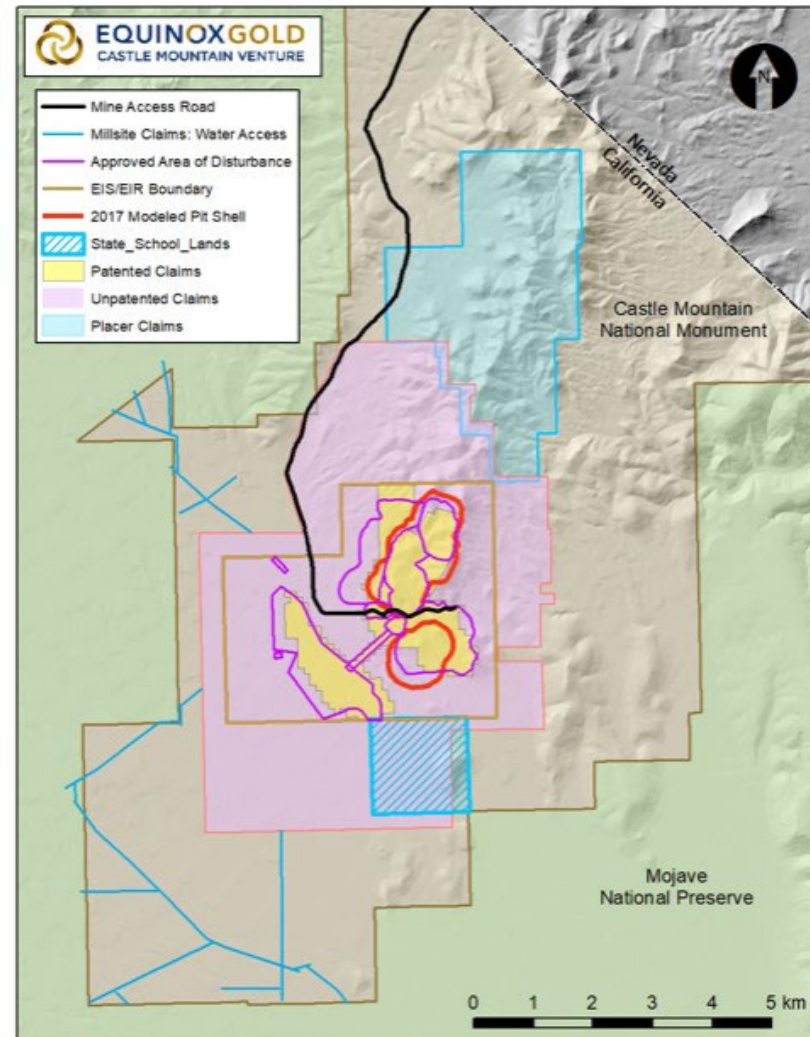 EQUINOXGOLD
CASTLE MOUNTAIN VENTURE
N
Mine Access Road
Millsite Claims: Water Access
Approved Area of Disturbance
EIS/EIR Boundary
2017 Modeled Pit Shell
State_School_Lands
Patented Claims
Unpatented Claims
Placer Claims
Nevada
California
Castle Mountain
National Monument
Mojave
National Preserve
0 1 2 3 4 5 km